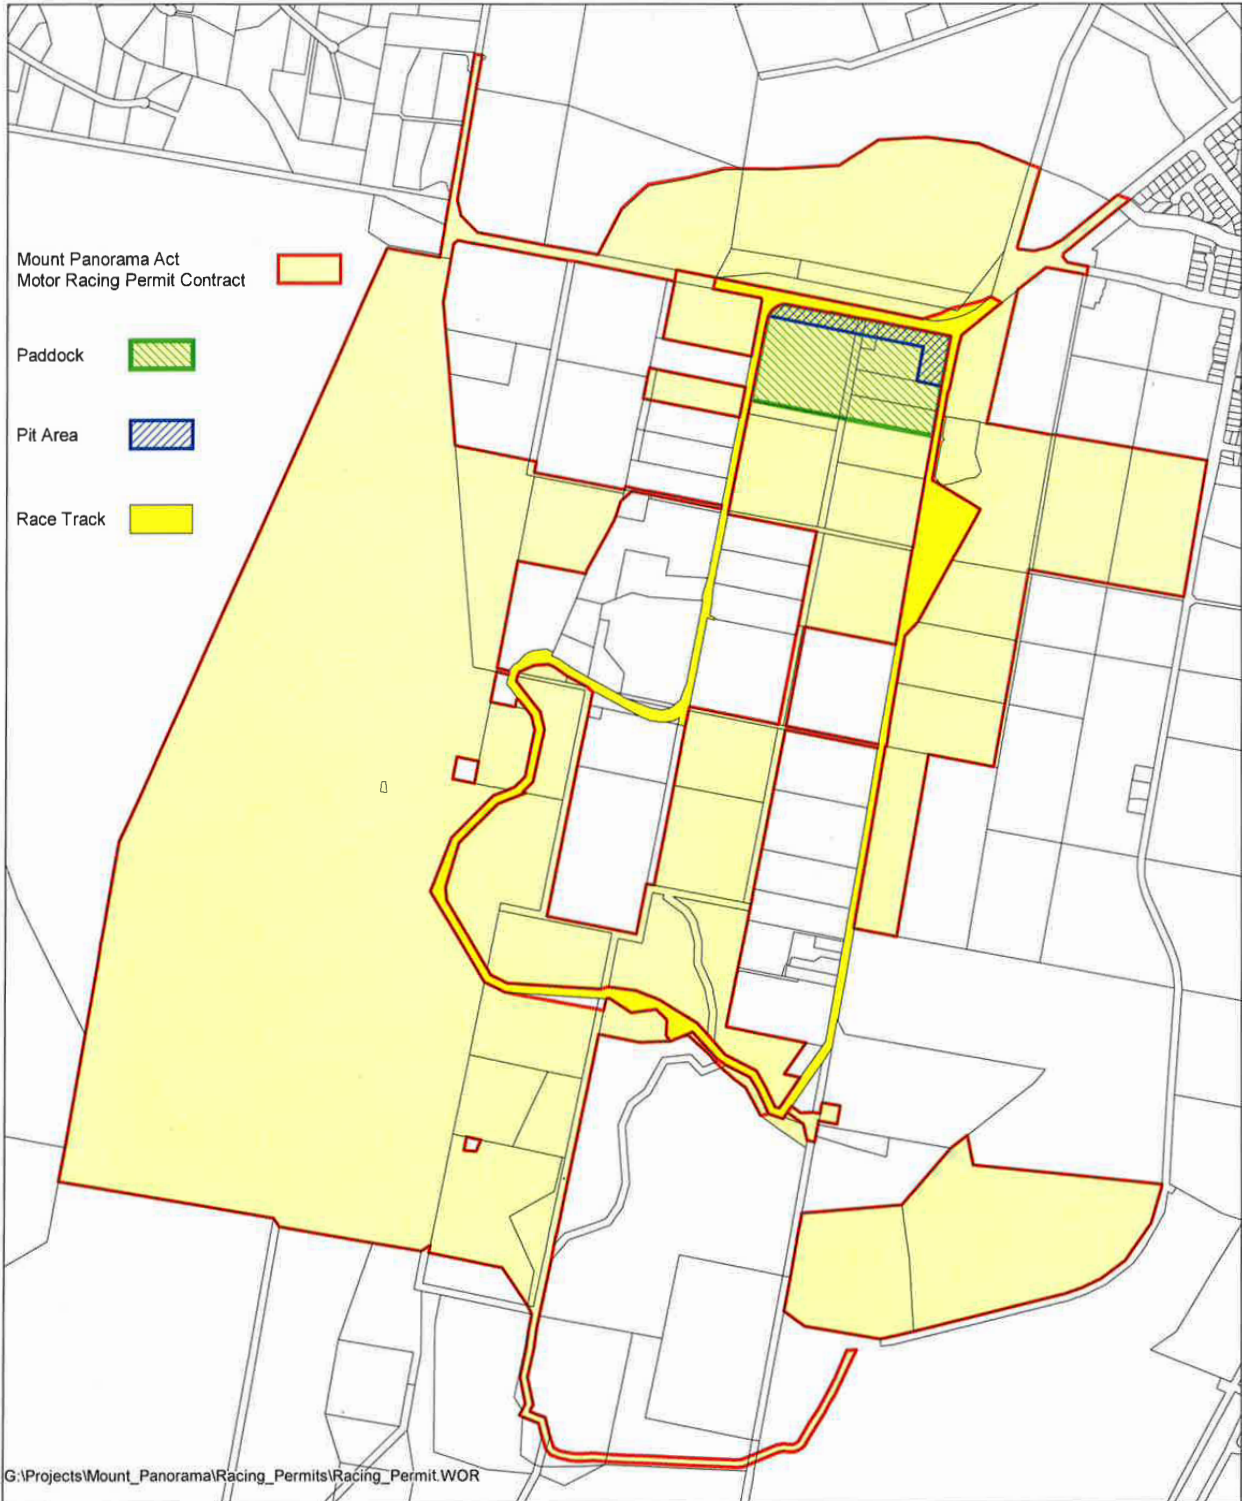 Mount Panorama Act
Motor Racing Permit Contract
Paddock
Pit Area
Race Track
G:\Projects\Mount_Panorama\Racing_Permits\Racing_Permit.WOR